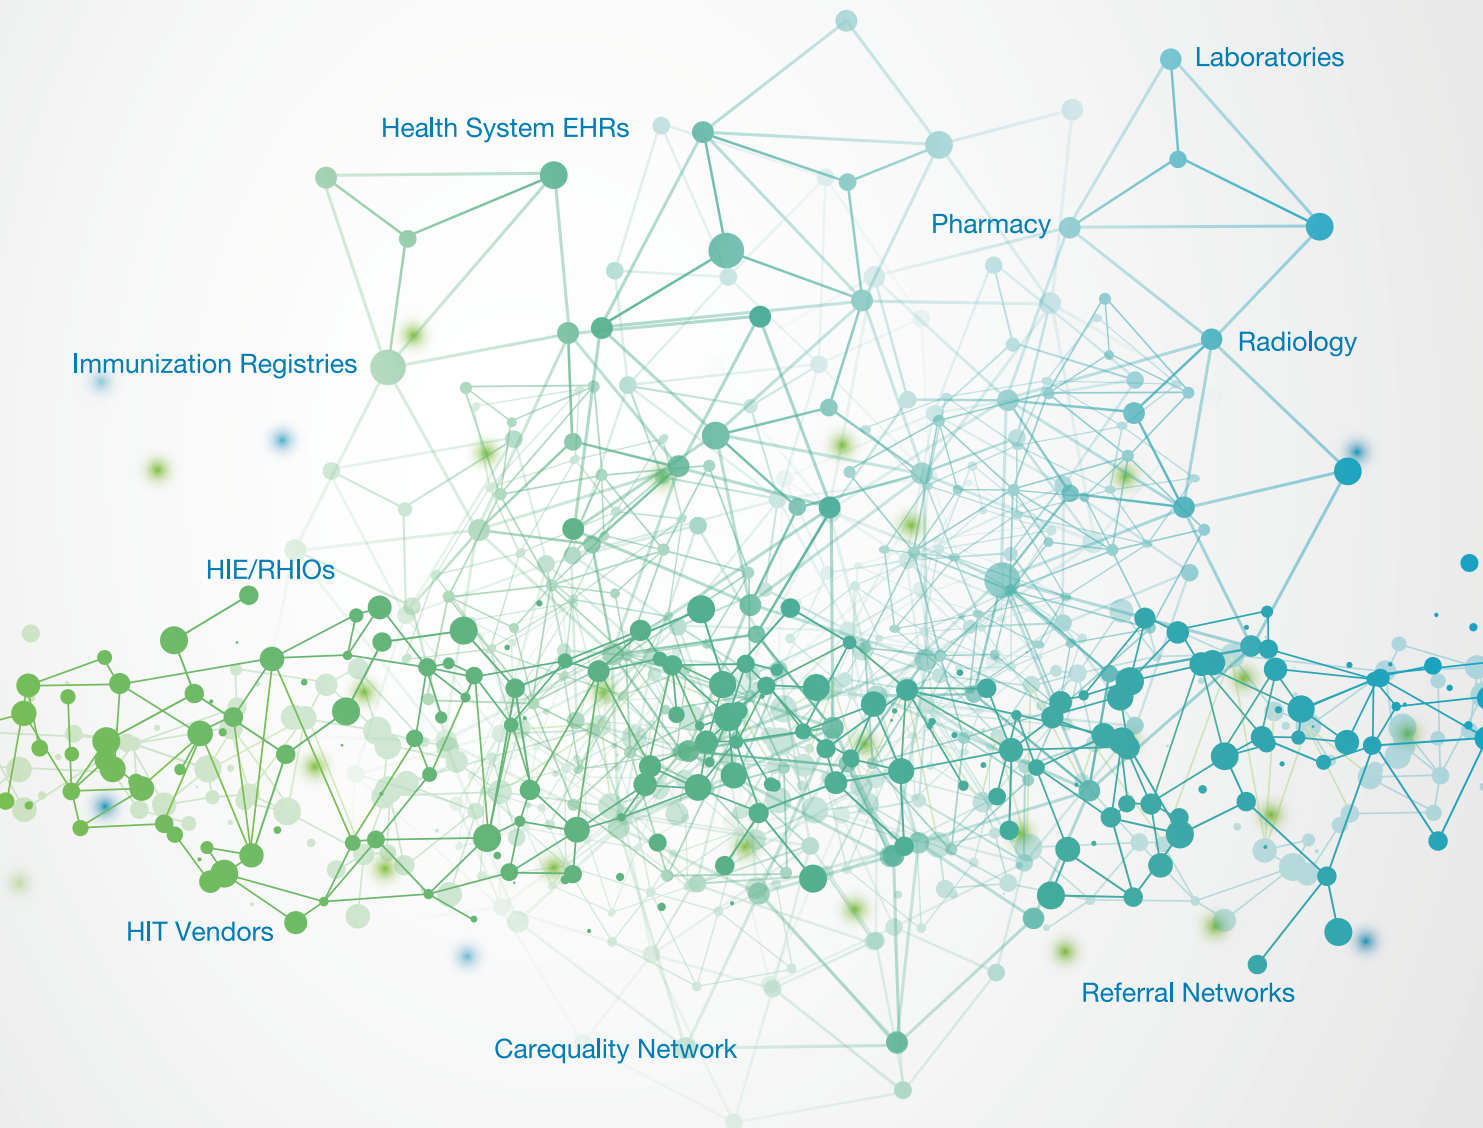 Laboratories
Health System EHRs
Pharmacy
Radiology
Immunization Registries
HIE/RHIOs
HIT Vendors
Referral Networks
Carequality Network